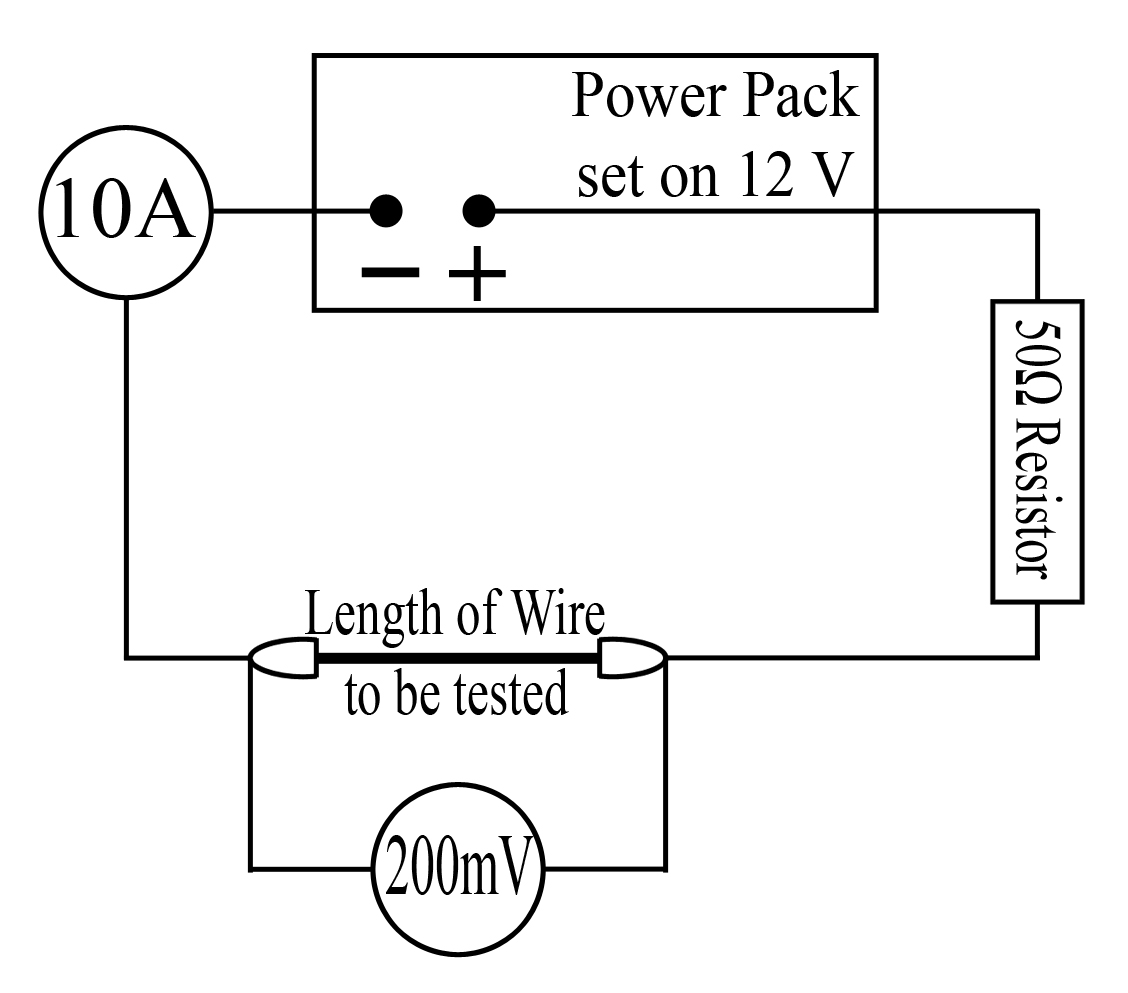 Power Pack
set on 12 V
10A
− +
50Ω Resistor
Length of Wire
to be tested
200mV